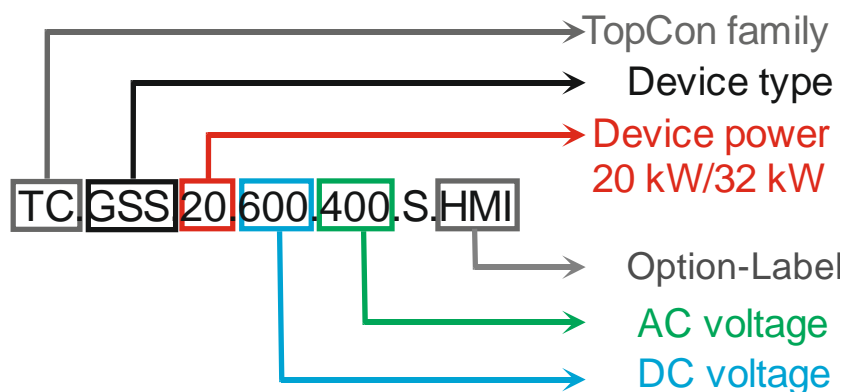 TopCon family
Device type
Device power
20 kW/32 kW
TC.GSS.20.600.400.S.HMI
Option-Label
AC voltage
DC voltage